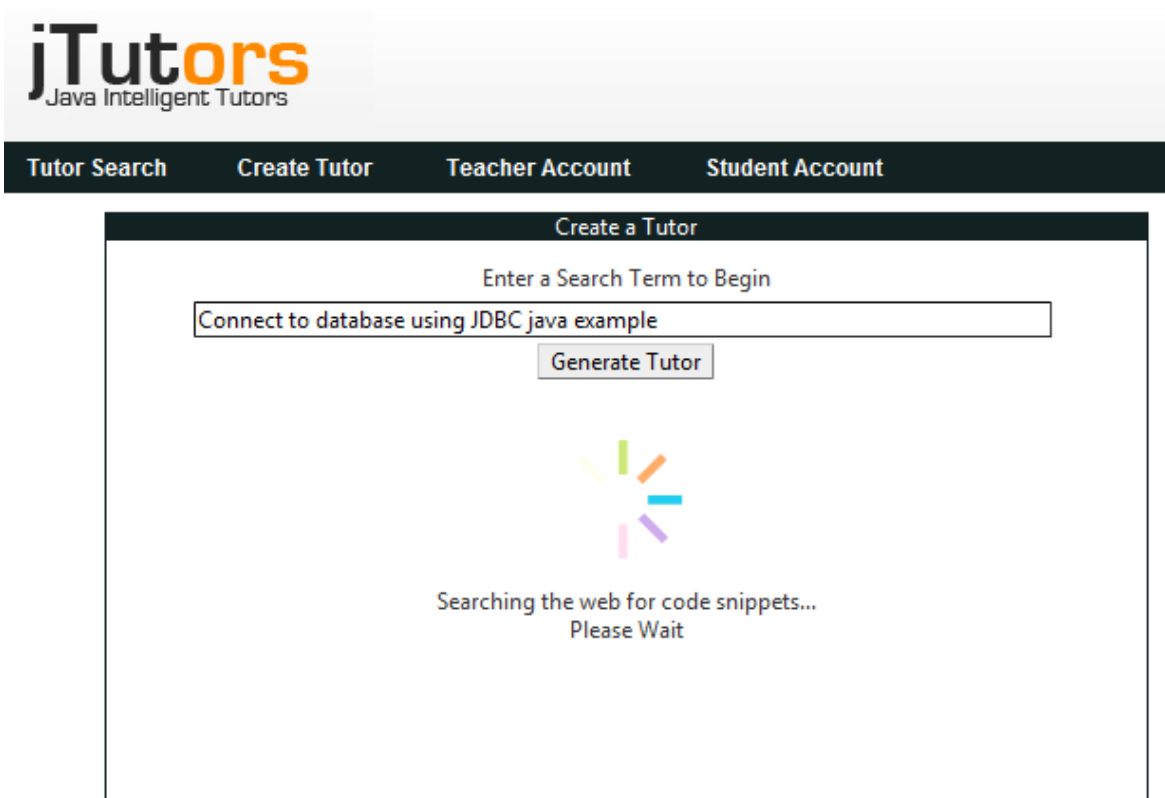 jTutors
Java Intelligent Tutors
Tutor Search Create Tutor Teacher Account Student Account
Create a Tutor
Enter a Search Term to Begin
Connect to database using JDBC java example
Generate Tutor
Searching the web for code snippets...
Please Wait